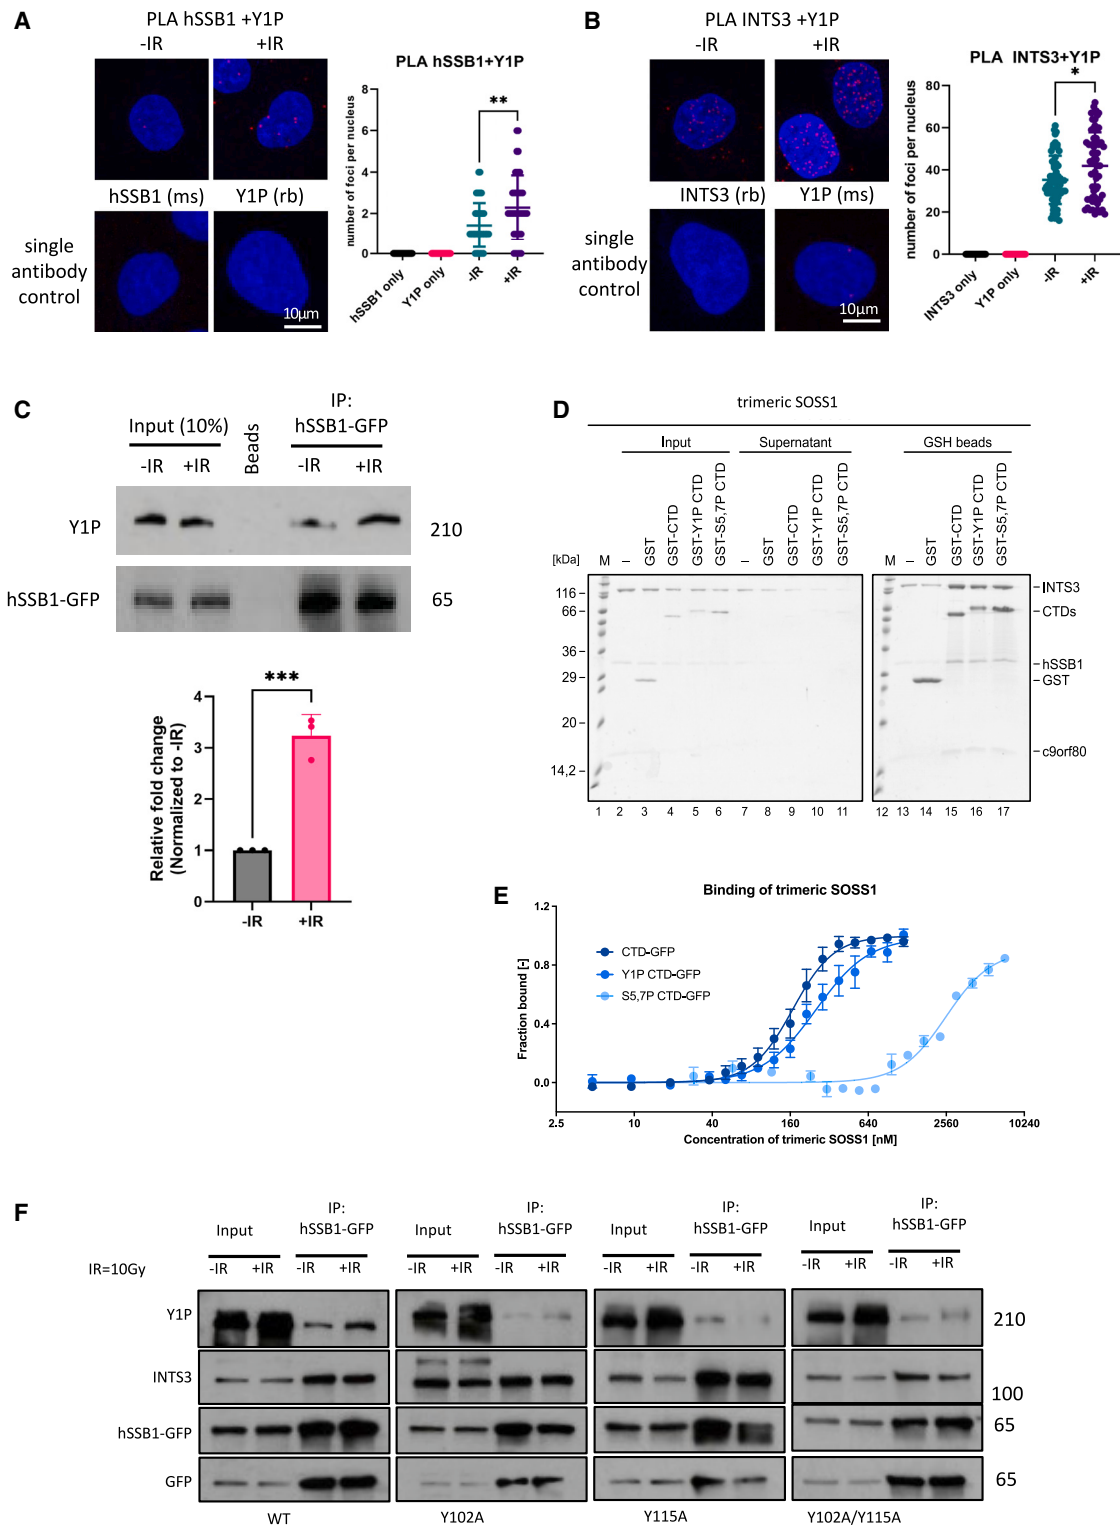 A
PLA hSSB1 +Y1P
-IR
+IR
hSSB1 (ms)
Y1P (rb)
single
antibody
control
10µm
PLA hSSB1+Y1P
**
number of foci per nucleus
8
6
4
2
0
hSSB1 only
Y1P only
-IR
+IR
B
PLA INTS3 +Y1P
-IR
+IR
INTS3 (rb)
Y1P (ms)
single
antibody
control
10µm
PLA INTS3+Y1P
*
number of foci per nucleus
80
60
40
20
0
INTS3 only
Y1P only
-IR
+IR
C
Input (10%)
Beads
IP:
hSSB1-GFP
-IR
+IR
-IR
+IR
Y1P
210
hSSB1-GFP
65
***
Relative fold change
(Normalized to -IR)
4
3
2
1
0
-IR
+IR
D
trimeric SOSS1
Input
Supernatant
GSH beads
[kDa]
M
–
GST
GST-CTD
GST-Y1P CTD
GST-S5,7P CTD
–
GST
GST-CTD
GST-Y1P CTD
GST-S5,7P CTD
M
–
GST
GST-CTD
GST-Y1P CTD
GST-S5,7P CTD
116
66
36
29
20
14,2
INTS3
CTDs
hSSB1
GST
c9orf80
1 2 3 4 5 6 7 8 9 10 11 12 13 14 15 16 17
E
Binding of trimeric SOSS1
CTD-GFP
Y1P CTD-GFP
S5,7P CTD-GFP
Fraction bound [-]
1.2
0.8
0.4
0.0
2.5 10 40 160 640 2560 10240
Concentration of trimeric SOSS1 [nM]
F
Input
IP:
hSSB1-GFP
Input
IP:
hSSB1-GFP
Input
IP:
hSSB1-GFP
Input
IP:
hSSB1-GFP
IR=10Gy
-IR +IR -IR +IR -IR +IR -IR +IR -IR +IR -IR +IR -IR +IR -IR +IR
Y1P
210
INTS3
100
hSSB1-GFP
65
GFP
65
WT
Y102A
Y115A
Y102A/Y115A